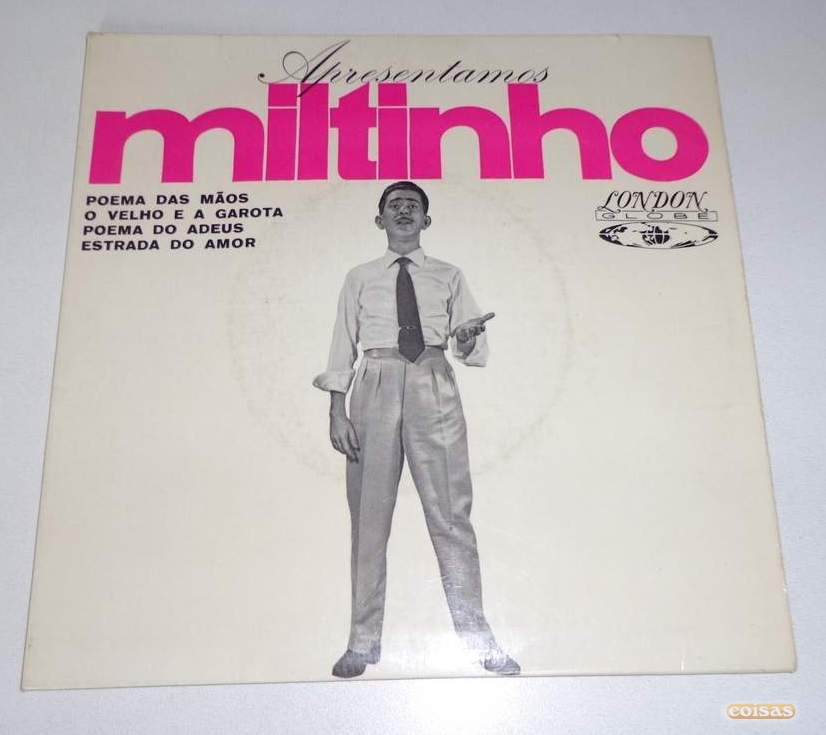 Apresentamos
miltinho
POEMA DAS MÃOS
O VELHO E A GAROTA
POEMA DO ADEUS
ESTRADA DO AMOR
LONDON
GLOBE
coisas